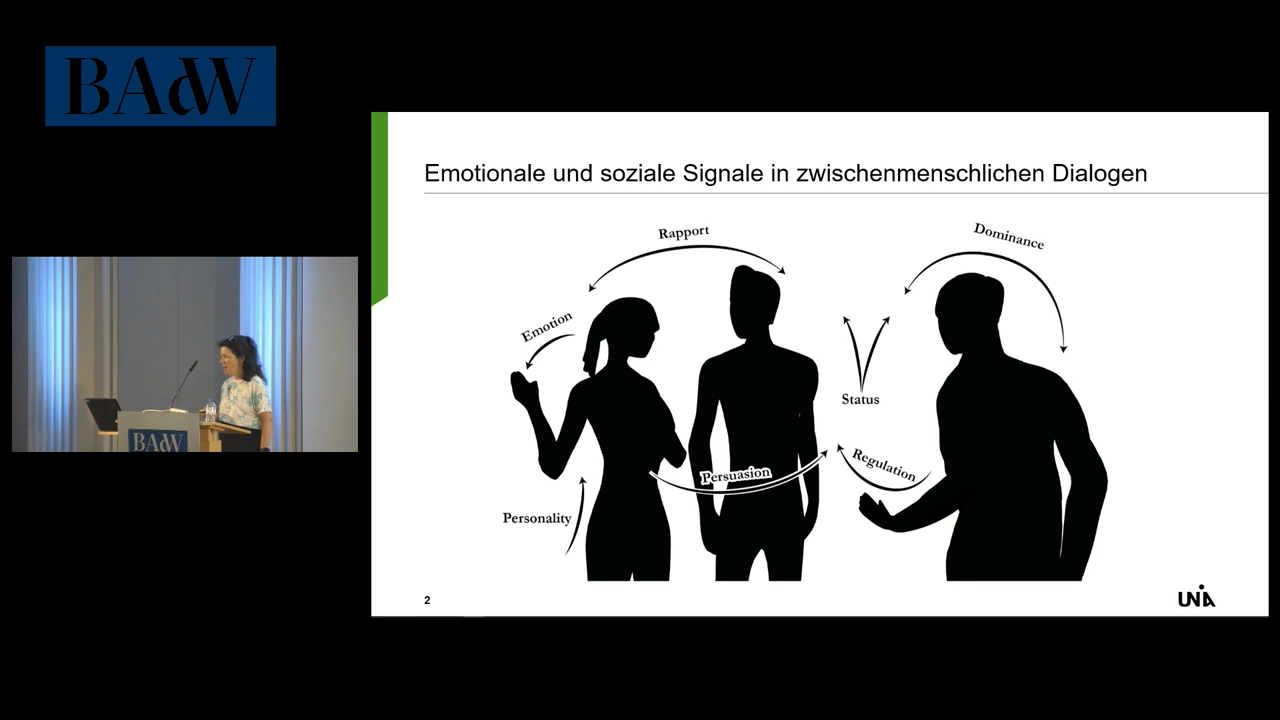 BAdW
Emotionale und soziale Signale in zwischenmenschlichen Dialogen
Rapport
Dominance
Emotion
Status
Persuasion
Regulation
Personality
BAdW
2
UNIA